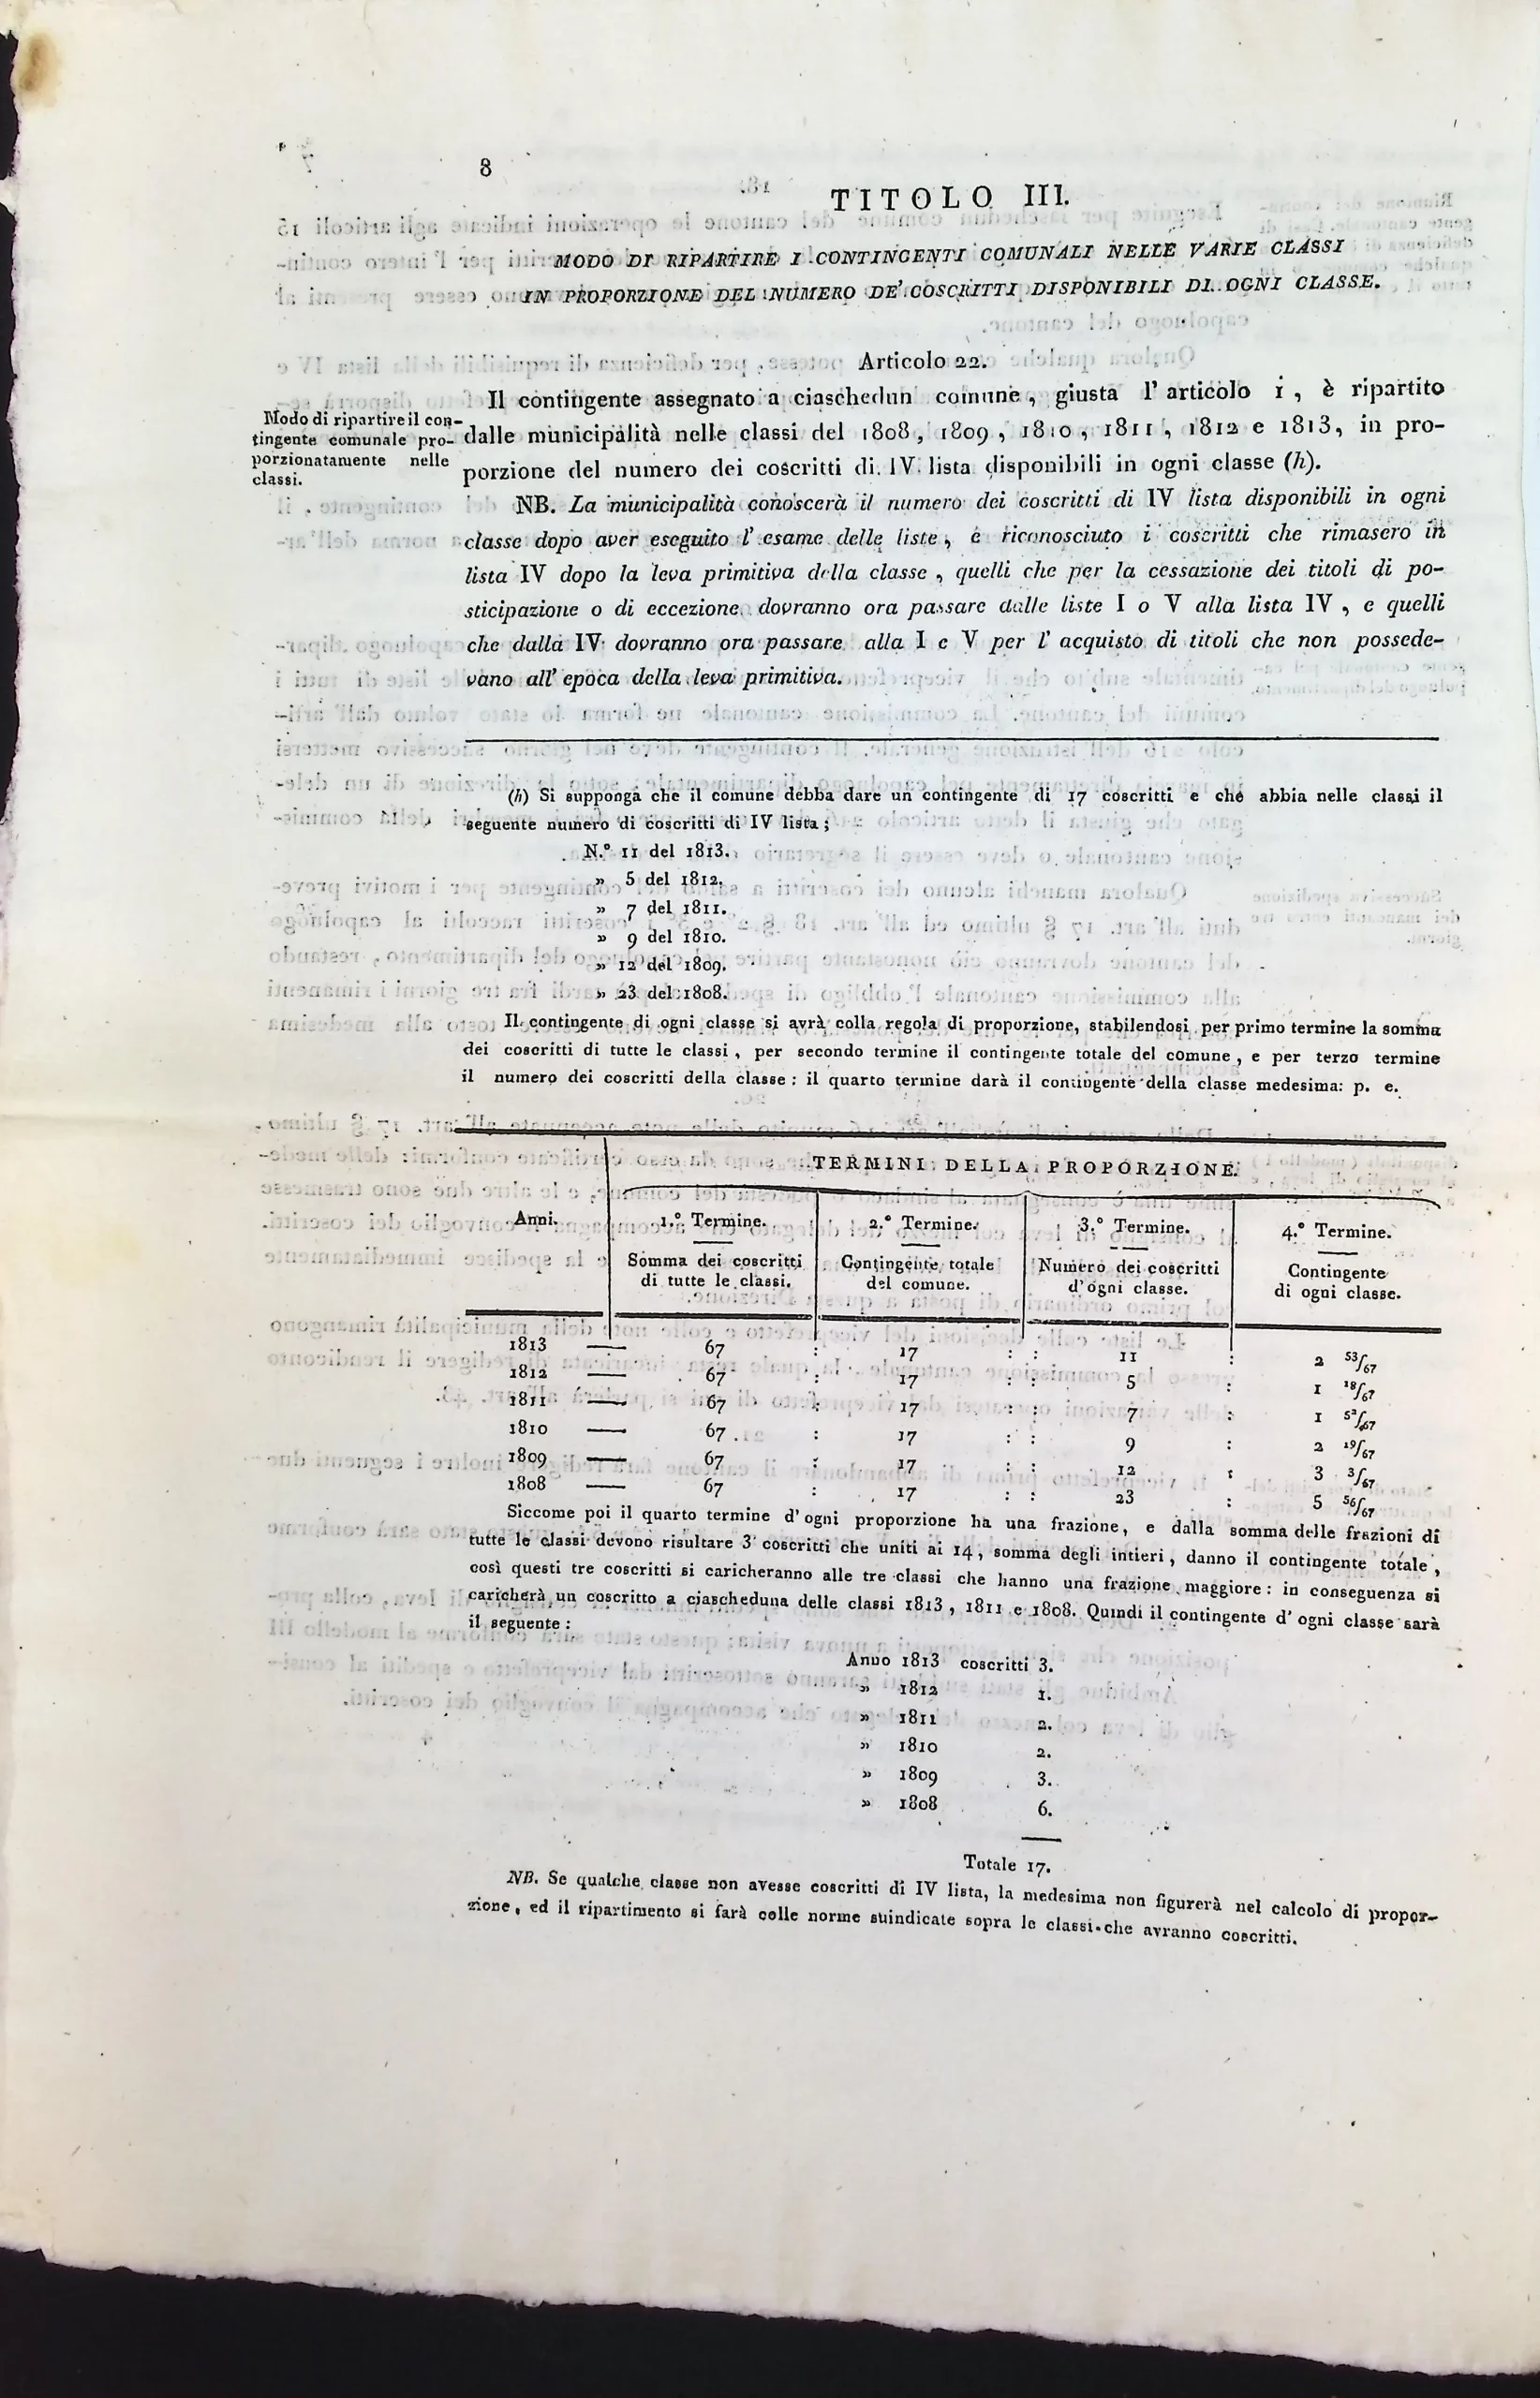 8
TITOLO III.
MODO DI RIPARTIRE I CONTINGENTI COMUNALI NELLE VARIE CLASSI
IN PROPORZIONE DEL NUMERO DE' COSCRITTI DISPONIBILI DI OGNI CLASSE.
Articolo 22.
Modo di ripartire il con-
tingente comunale pro-
porzionatamente nelle
classi.
Il contingente assegnato a ciaschedun comune, giusta l'articolo 1, è ripartito
dalle municipalità nelle classi del 1808, 1809, 1810, 1811, 1812 e 1813, in pro-
porzione del numero dei coscritti di IV lista disponibili in ogni classe (h).
NB. La municipalità conoscerà il numero dei coscritti di IV lista disponibili in ogni
classe dopo aver eseguito l'esame delle liste, e riconosciuto i coscritti che rimasero in
lista IV dopo la leva primitiva della classe, quelli che per la cessazione dei titoli di po-
sticipazione o di eccezione dovranno ora passare dalle liste I o V alla lista IV, e quelli
che dalla IV dovranno ora passare alla I e V per l'acquisto di titoli che non possede-
vano all'epoca della leva primitiva.
(h) Si supponga che il comune debba dare un contingente di 17 coscritti e che abbia nelle classi il
seguente numero di coscritti di IV lista;
N.° 11 del 1813.
» 5 del 1812.
» 7 del 1811.
» 9 del 1810.
» 12 del 1809.
» 23 del 1808.
Il contingente di ogni classe si avrà colla regola di proporzione, stabilendosi per primo termine la somma
dei coscritti di tutte le classi, per secondo termine il contingente totale del comune, e per terzo termine
il numero dei coscritti della classe: il quarto termine darà il contingente della classe medesima: p. e.
TERMINI DELLA PROPORZIONE.
Anni. 1.° Termine. 2.° Termine. 3.° Termine. 4.° Termine.
Somma dei coscritti Contingente totale Numero dei coscritti Contingente
di tutte le classi. del comune. d'ogni classe. di ogni classe.
1813 — 67 : 17 : : 11 : 2 53/67
1812 — 67 : 17 : : 5 : 1 18/67
1811 — 67 : 17 : : 7 : 1 52/67
1810 — 67 : 17 : : 9 : 2 19/67
1809 — 67 : 17 : : 12 : 3 3/67
1808 — 67 : 17 : : 23 : 5 56/67
Siccome poi il quarto termine d'ogni proporzione ha una frazione, e dalla somma delle frazioni di
tutte le classi devono risultare 3 coscritti che uniti ai 14, somma degli intieri, danno il contingente totale,
così questi tre coscritti si caricheranno alle tre classi che hanno una frazione maggiore: in conseguenza si
caricherà un coscritto a ciascheduna delle classi 1813, 1811 e 1808. Quindi il contingente d'ogni classe sarà
il seguente:
Anno 1813 coscritti 3.
» 1812 1.
» 1811 2.
» 1810 2.
» 1809 3.
» 1808 6.
Totale 17.
NB. Se qualche classe non avesse coscritti di IV lista, la medesima non figurerà nel calcolo di propor-
zione, ed il ripartimento si farà colle norme suindicate sopra le classi che avranno coscritti.